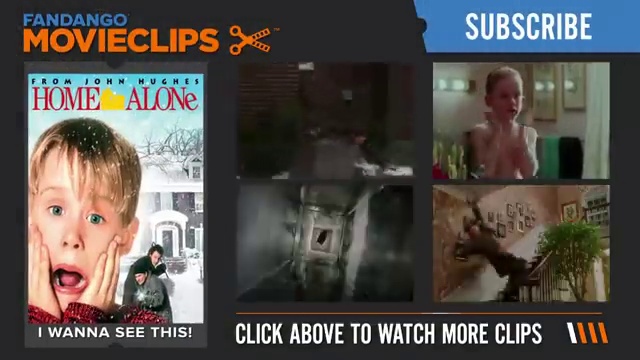 FANDANGO
MOVIECLIPS
SUBSCRIBE
FROM JOHN HUGHES
HOME ALONe
I WANNA SEE THIS!
CLICK ABOVE TO WATCH MORE CLIPS